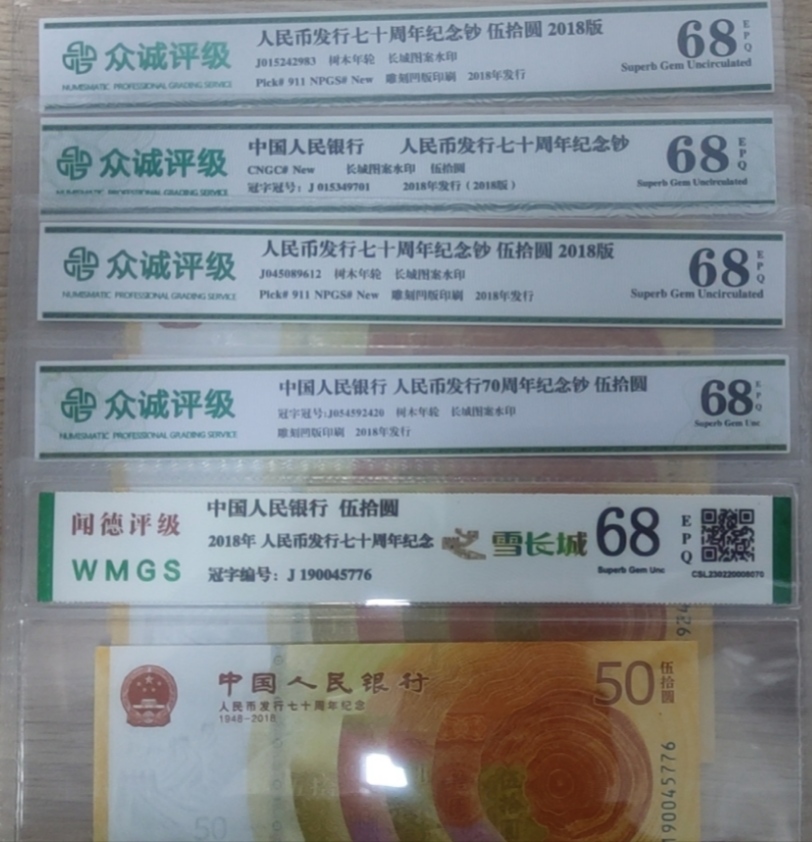 众诚评级
NUMISMATIC PROFESSIONAL GRADING SERVICE
人民币发行七十周年纪念钞 伍拾圆 2018版
J015242983 树木年轮 长城图案水印
Pick# 911 NPGS# New 雕刻凹版印刷 2018年发行
68 EPQ
Superb Gem Uncirculated
众诚评级
NUMISMATIC PROFESSIONAL GRADING SERVICE
中国人民银行 人民币发行七十周年纪念钞
CNGC# New 长城图案水印 伍拾圆
冠字冠号：J 015349701 2018年发行（2018版）
68 EPQ
Superb Gem Uncirculated
众诚评级
NUMISMATIC PROFESSIONAL GRADING SERVICE
人民币发行七十周年纪念钞 伍拾圆 2018版
J045089612 树木年轮 长城图案水印
Pick# 911 NPGS# New 雕刻凹版印刷 2018年发行
68 EPQ
Superb Gem Uncirculated
众诚评级
NUMISMATIC PROFESSIONAL GRADING SERVICE
中国人民银行 人民币发行70周年纪念钞 伍拾圆
冠字冠号:J054592420 树木年轮 长城图案水印
雕刻凹版印刷 2018年发行
68 EPQ
Superb Gem Unc
闻德评级
WMGS
中国人民银行 伍拾圆
2018年 人民币发行七十周年纪念
冠字编号：J 190045776
雪长城
68 EPQ
Superb Gem Unc
CSL230220008070
924
中国人民银行
人民币发行七十周年纪念
1948-2018
50 伍拾圆
190045776
50